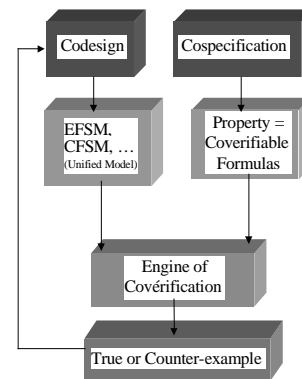 Codesign
Cospecification
EFSM,
CFSM, ...
(Unified Model)
Property =
Coverifiable
Formulas
Engine of
Covérification
True or Counter-example